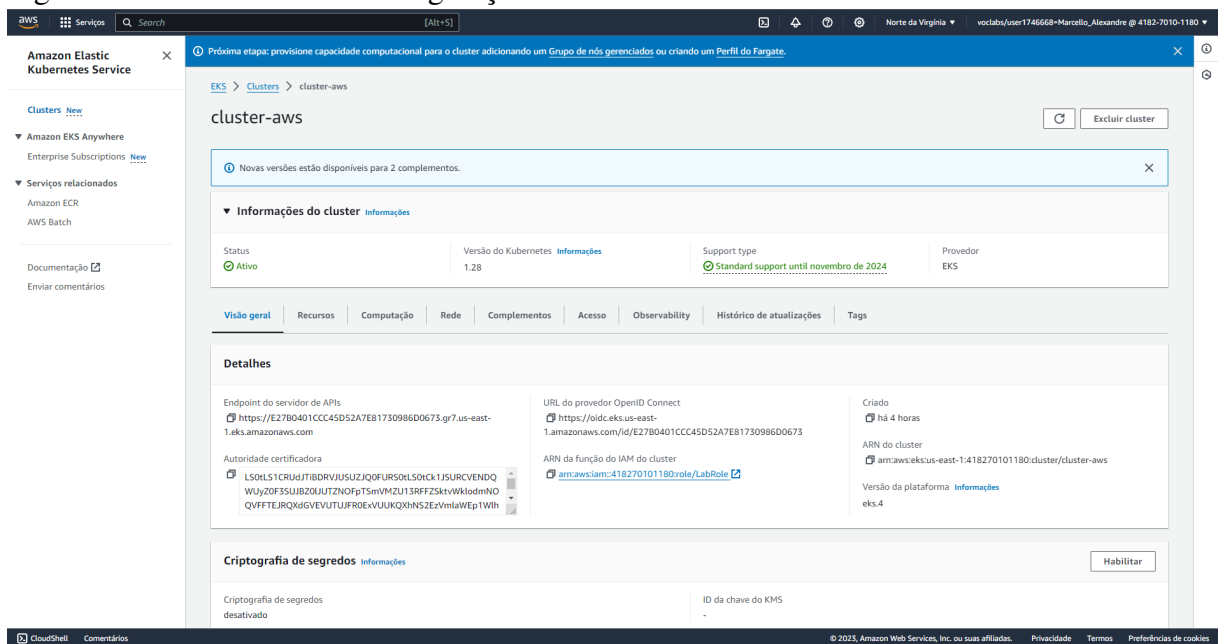 aws
Serviços
Search
[Alt+S]
Norte da Virgínia
voclabs/user1746668=Marcello_Alexandre @ 4182-7010-1180
Amazon Elastic
Kubernetes Service
Clusters New
Amazon EKS Anywhere
Enterprise Subscriptions New
Serviços relacionados
Amazon ECR
AWS Batch
Documentação
Enviar comentários
Próxima etapa: provisione capacidade computacional para o cluster adicionando um Grupo de nós gerenciados ou criando um Perfil do Fargate.
EKS > Clusters > cluster-aws
cluster-aws
Excluir cluster
Novas versões estão disponíveis para 2 complementos.
Informações do cluster Informações
Status
Ativo
Versão do Kubernetes Informações
1.28
Support type
Standard support until novembro de 2024
Provedor
EKS
Visão geral
Recursos
Computação
Rede
Complementos
Acesso
Observability
Histórico de atualizações
Tags
Detalhes
Endpoint do servidor de APIs
https://E27B0401CCC45D52A7E81730986D0673.gr7.us-east-
1.eks.amazonaws.com
Autoridade certificadora
URL do provedor OpenID Connect
https://oidc.eks.us-east-
1.amazonaws.com/id/E27B0401CCC45D52A7E81730986D0673
ARN da função do IAM do cluster
arn:aws:iam::418270101180:role/LabRole
Criado
há 4 horas
ARN do cluster
arn:aws:eks:us-east-1:418270101180:cluster/cluster-aws
Versão da plataforma Informações
eks.4
Criptografia de segredos Informações
Habilitar
Criptografia de segredos
desativado
ID da chave do KMS
-
CloudShell
Comentários
© 2023, Amazon Web Services, Inc. ou suas afiliadas.
Privacidade
Termos
Preferências de cookies